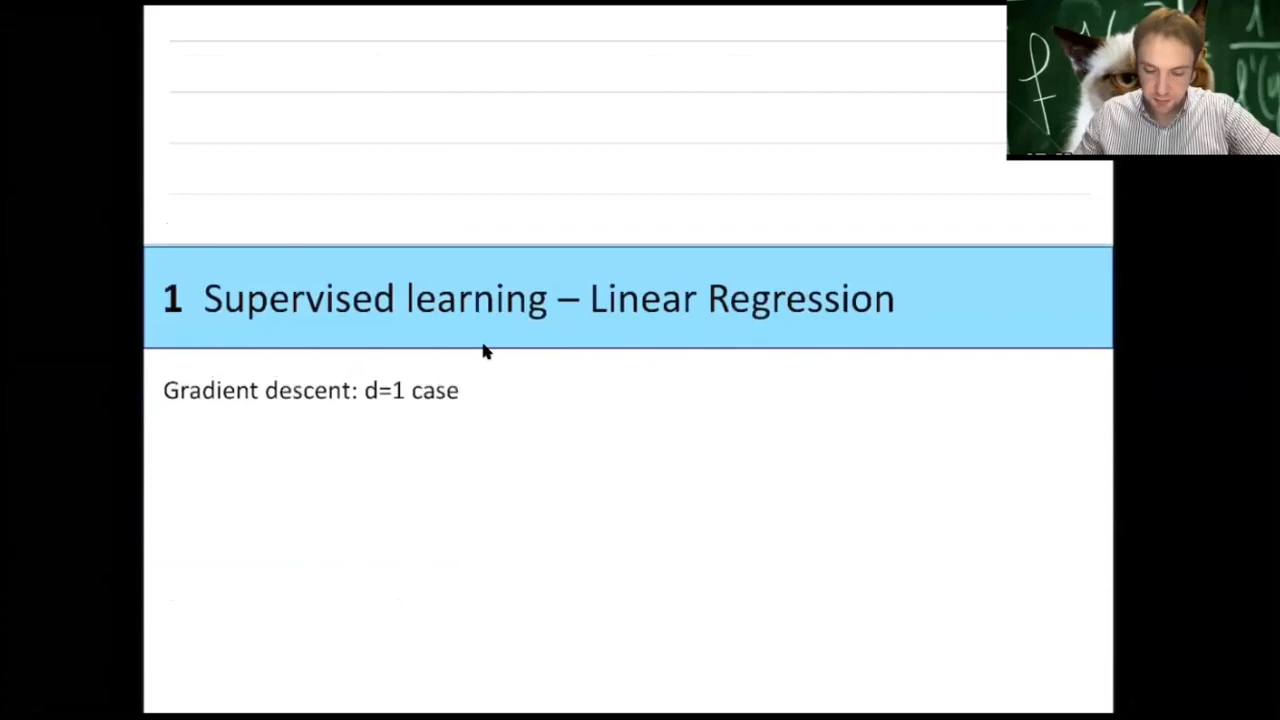 1 Supervised learning – Linear Regression
Gradient descent: d=1 case